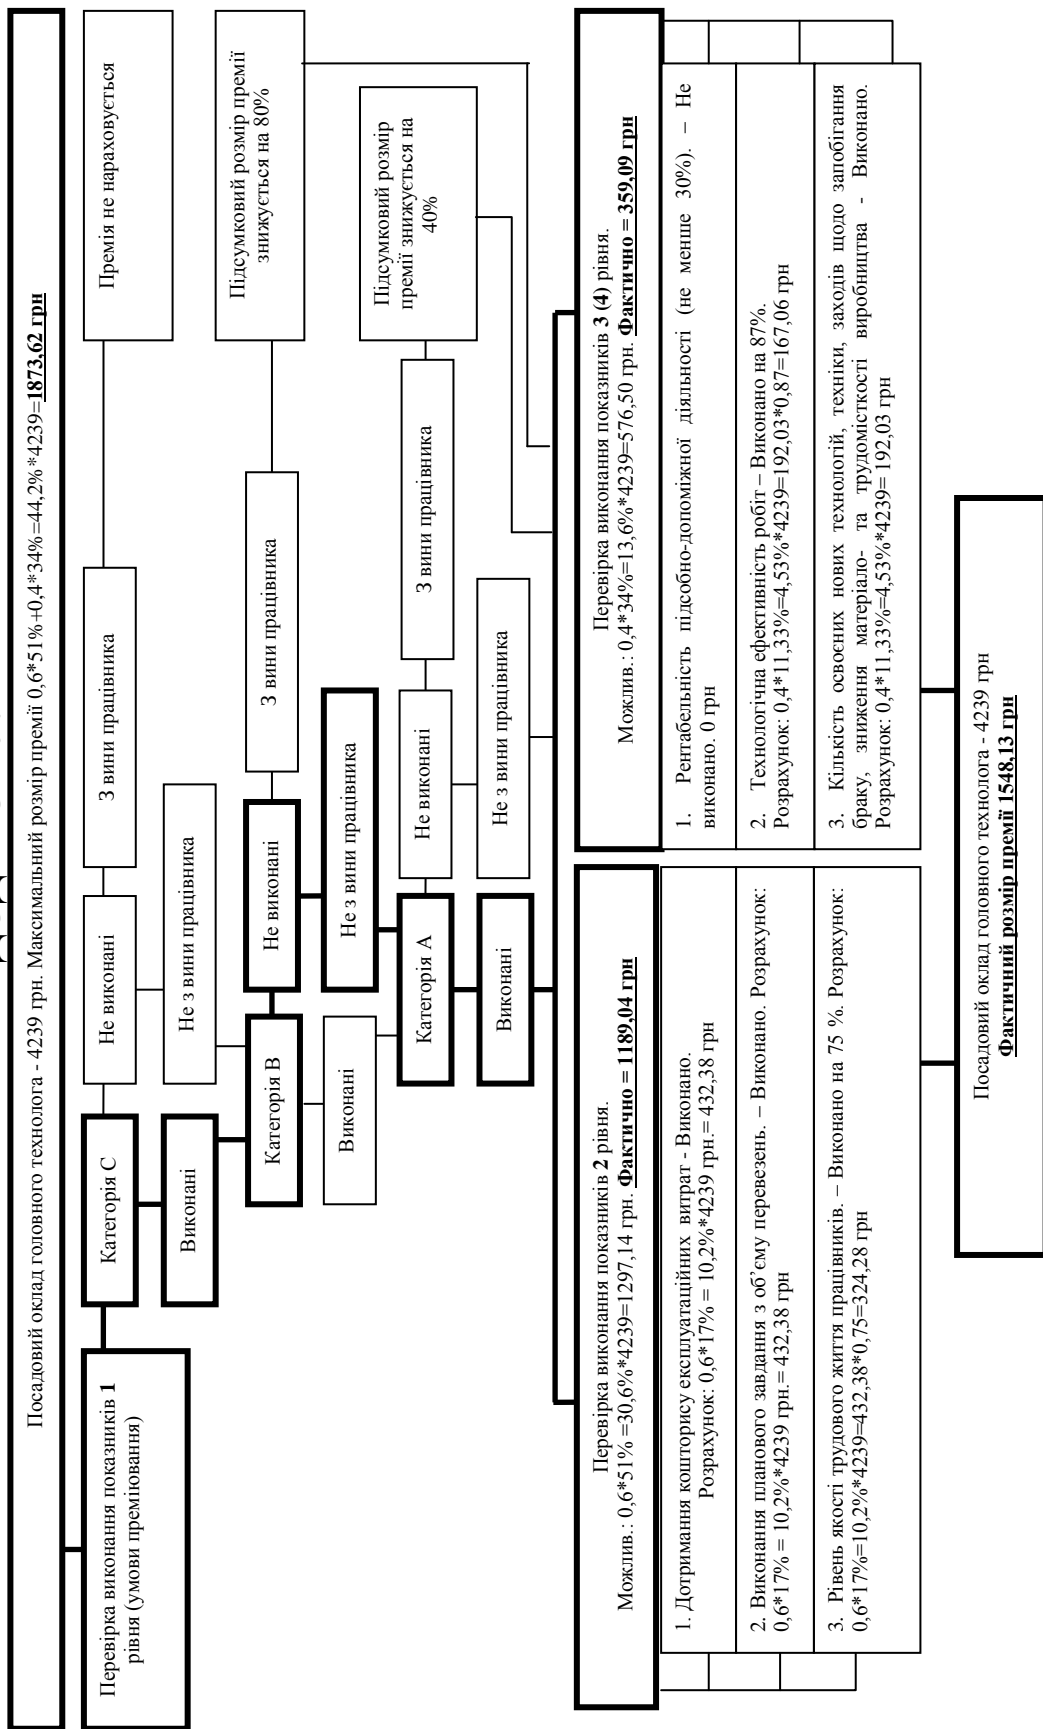 Посадовий оклад головного технолога - 4239 грн. Максимальний розмір премії 0,6*51%+0,4*34%=44,2%*4239=1873,62 грн
Перевірка виконання показників 1
рівня (умови преміювання)
Категорія С
Не виконані
З вини працівника
Премія не нараховується
Виконані
Не з вини працівника
Категорія В
Не виконані
З вини працівника
Підсумковий розмір премії
знижується на 80%
Виконані
Не з вини працівника
Категорія А
Не виконані
З вини працівника
Підсумковий розмір
премії знижується на
40%
Виконані
Не з вини працівника
Перевірка виконання показників 2 рівня.
Можлив.: 0,6*51% =30,6%*4239=1297,14 грн. Фактично = 1189,04 грн
1. Дотримання кошторису експлуатаційних витрат - Виконано.
Розрахунок: 0,6*17% = 10,2%*4239 грн.= 432,38 грн
2. Виконання планового завдання з об’єму перевезень. – Виконано. Розрахунок:
0,6*17% = 10,2%*4239 грн.= 432,38 грн
3. Рівень якості трудового життя працівників. – Виконано на 75 %. Розрахунок:
0,6*17%=10,2%*4239=432,38*0,75=324,28 грн
Перевірка виконання показників 3 (4) рівня.
Можлив.: 0,4*34%=13,6%*4239=576,50 грн. Фактично = 359,09 грн
1. Рентабельність підсобно-допоміжної діяльності (не менше 30%). – Не
виконано. 0 грн
2. Технологічна ефективність робіт – Виконано на 87%.
Розрахунок: 0,4*11,33%=4,53%*4239=192,03*0,87=167,06 грн
3. Кількість освоєних нових технологій, техніки, заходів щодо запобігання
браку, зниження матеріало- та трудомісткості виробництва - Виконано.
Розрахунок: 0,4*11,33%=4,53%*4239= 192,03 грн
Посадовий оклад головного технолога - 4239 грн
Фактичний розмір премії 1548,13 грн